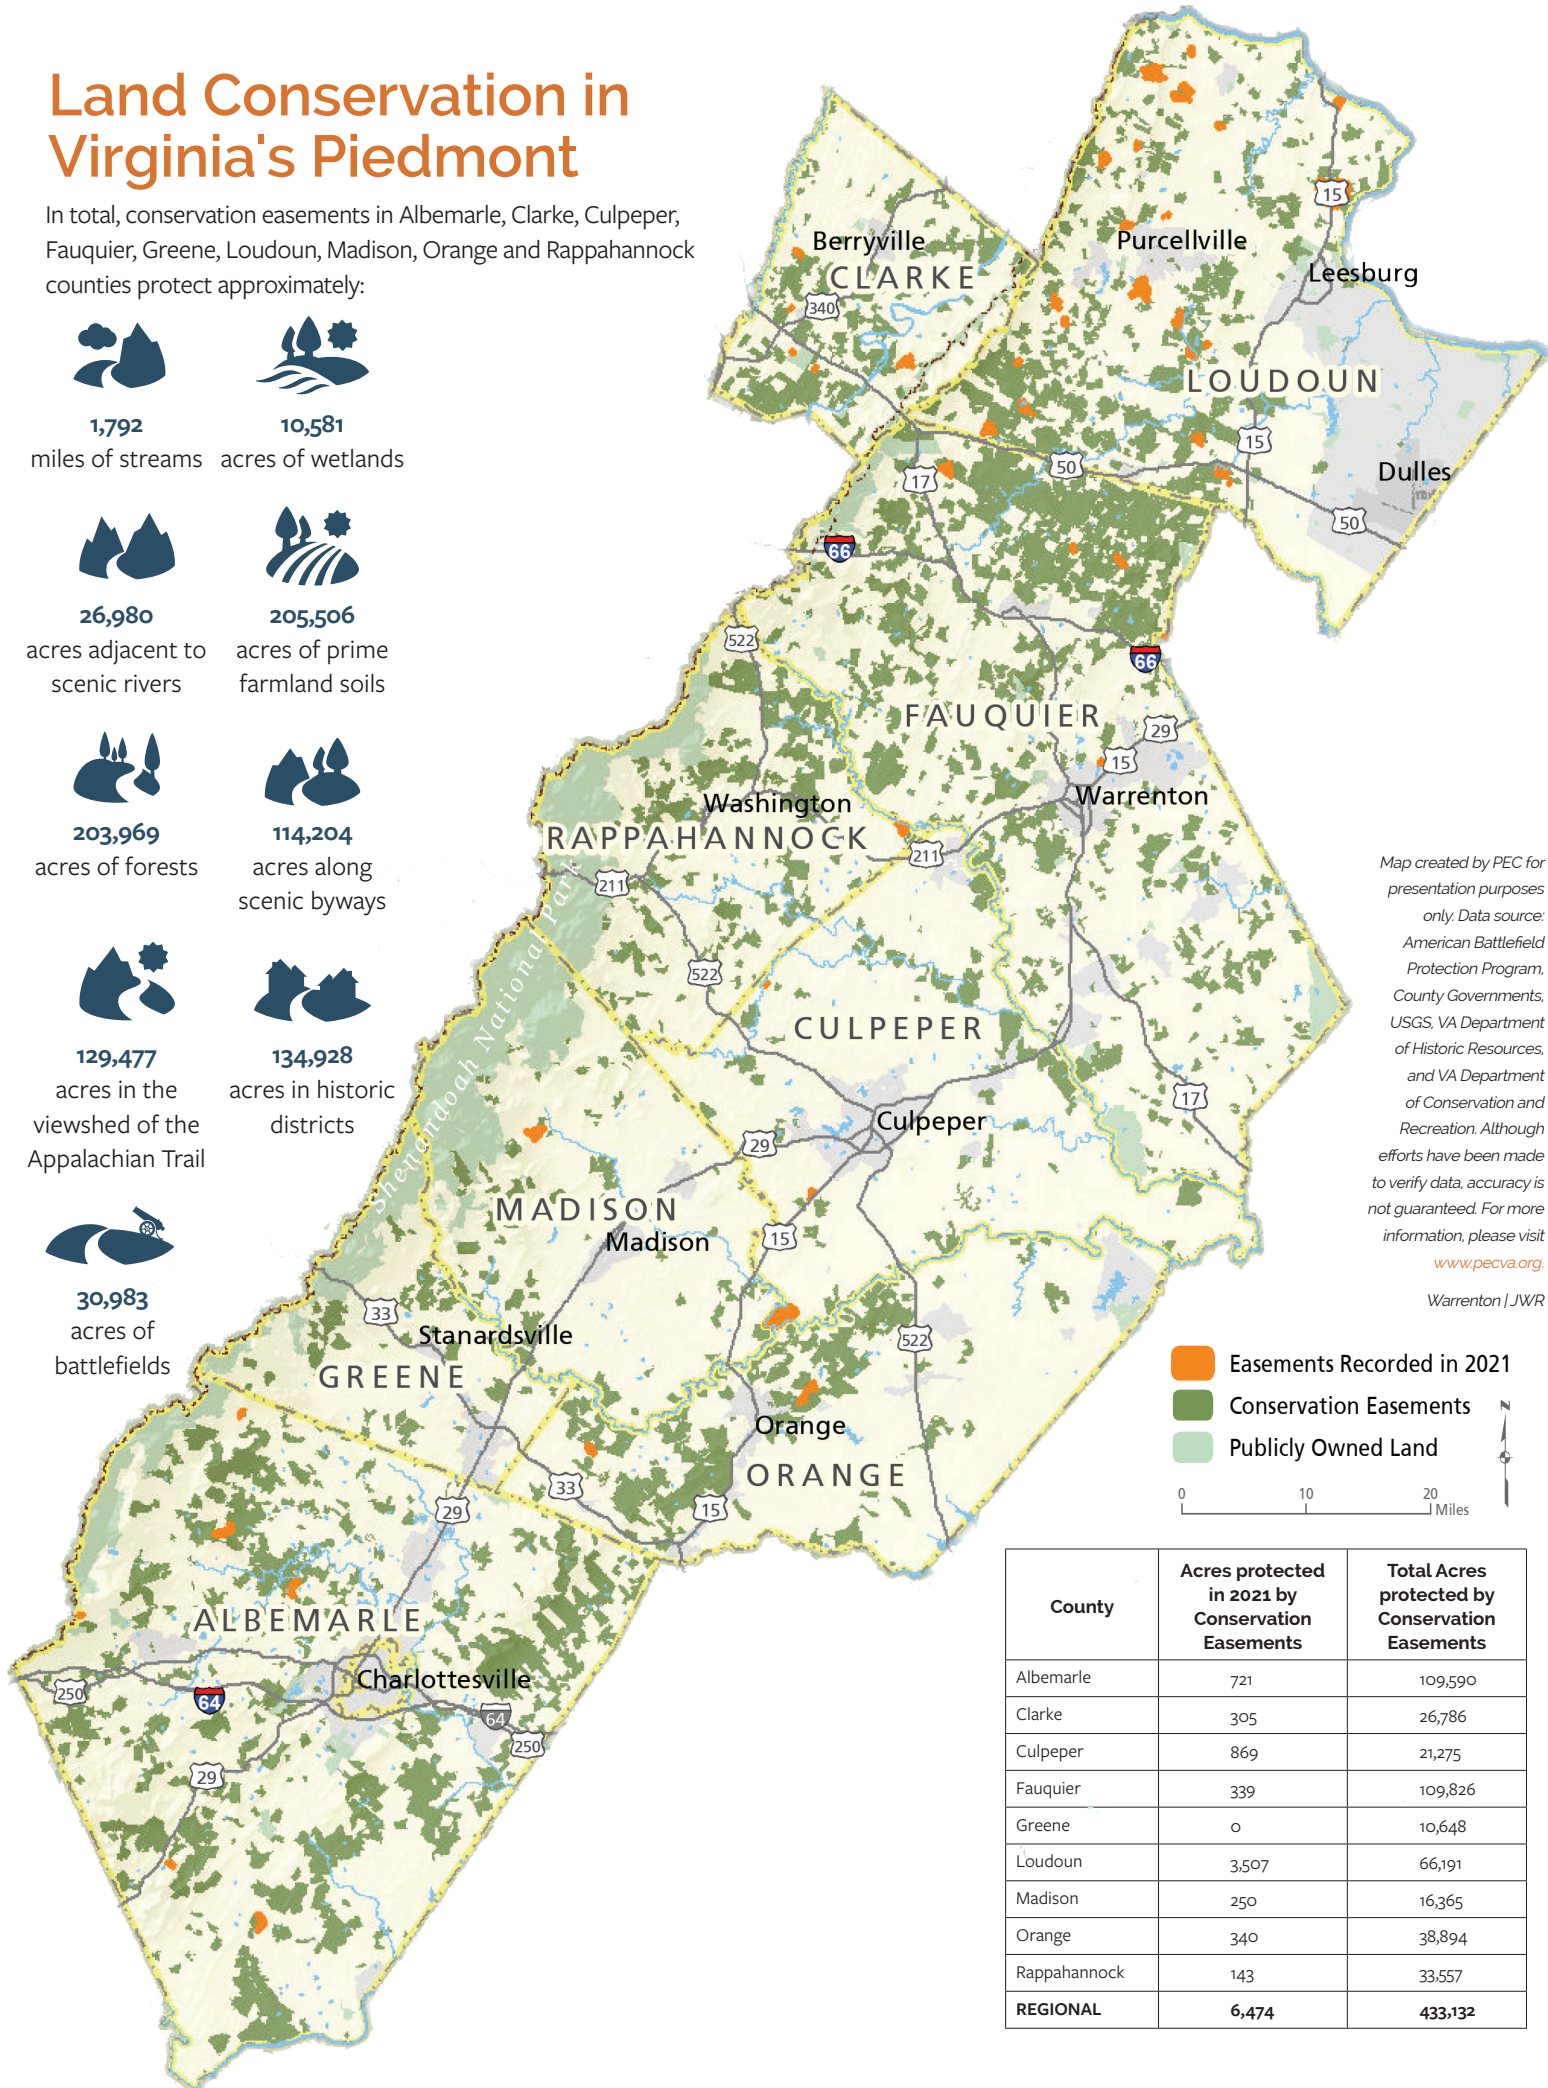 Land Conservation in
Virginia's Piedmont
In total, conservation easements in Albemarle, Clarke, Culpeper,
Fauquier, Greene, Loudoun, Madison, Orange and Rappahannock
counties protect approximately:
1,792
miles of streams
10,581
acres of wetlands
26,980
acres adjacent to
scenic rivers
205,506
acres of prime
farmland soils
203,969
acres of forests
114,204
acres along
scenic byways
129,477
acres in the
viewshed of the
Appalachian Trail
134,928
acres in historic
districts
30,983
acres of
battlefields
15
Berryville
Purcellville
CLARKE
Leesburg
340
LOUDOUN
15
50
Dulles
17
50
66
522
66
FAUQUIER
29
15
Washington
Warrenton
RAPPAHANNOCK
211
211
Shenandoah National Park
522
CULPEPER
17
Culpeper
29
MADISON
Madison
15
33
Stanardsville
522
GREENE
Orange
ORANGE
33
15
29
ALBEMARLE
Charlottesville
250
64
64
250
29
Map created by PEC for
presentation purposes
only. Data source:
American Battlefield
Protection Program,
County Governments,
USGS, VA Department
of Historic Resources,
and VA Department
of Conservation and
Recreation. Although
efforts have been made
to verify data, accuracy is
not guaranteed. For more
information, please visit
www.pecva.org.
Warrenton | JWR
Easements Recorded in 2021
Conservation Easements
Publicly Owned Land
N
0 10 20
Miles
County Acres protected in 2021 by Conservation Easements Total Acres protected by Conservation Easements
Albemarle 721 109,590
Clarke 305 26,786
Culpeper 869 21,275
Fauquier 339 109,826
Greene 0 10,648
Loudoun 3,507 66,191
Madison 250 16,365
Orange 340 38,894
Rappahannock 143 33,557
REGIONAL 6,474 433,132